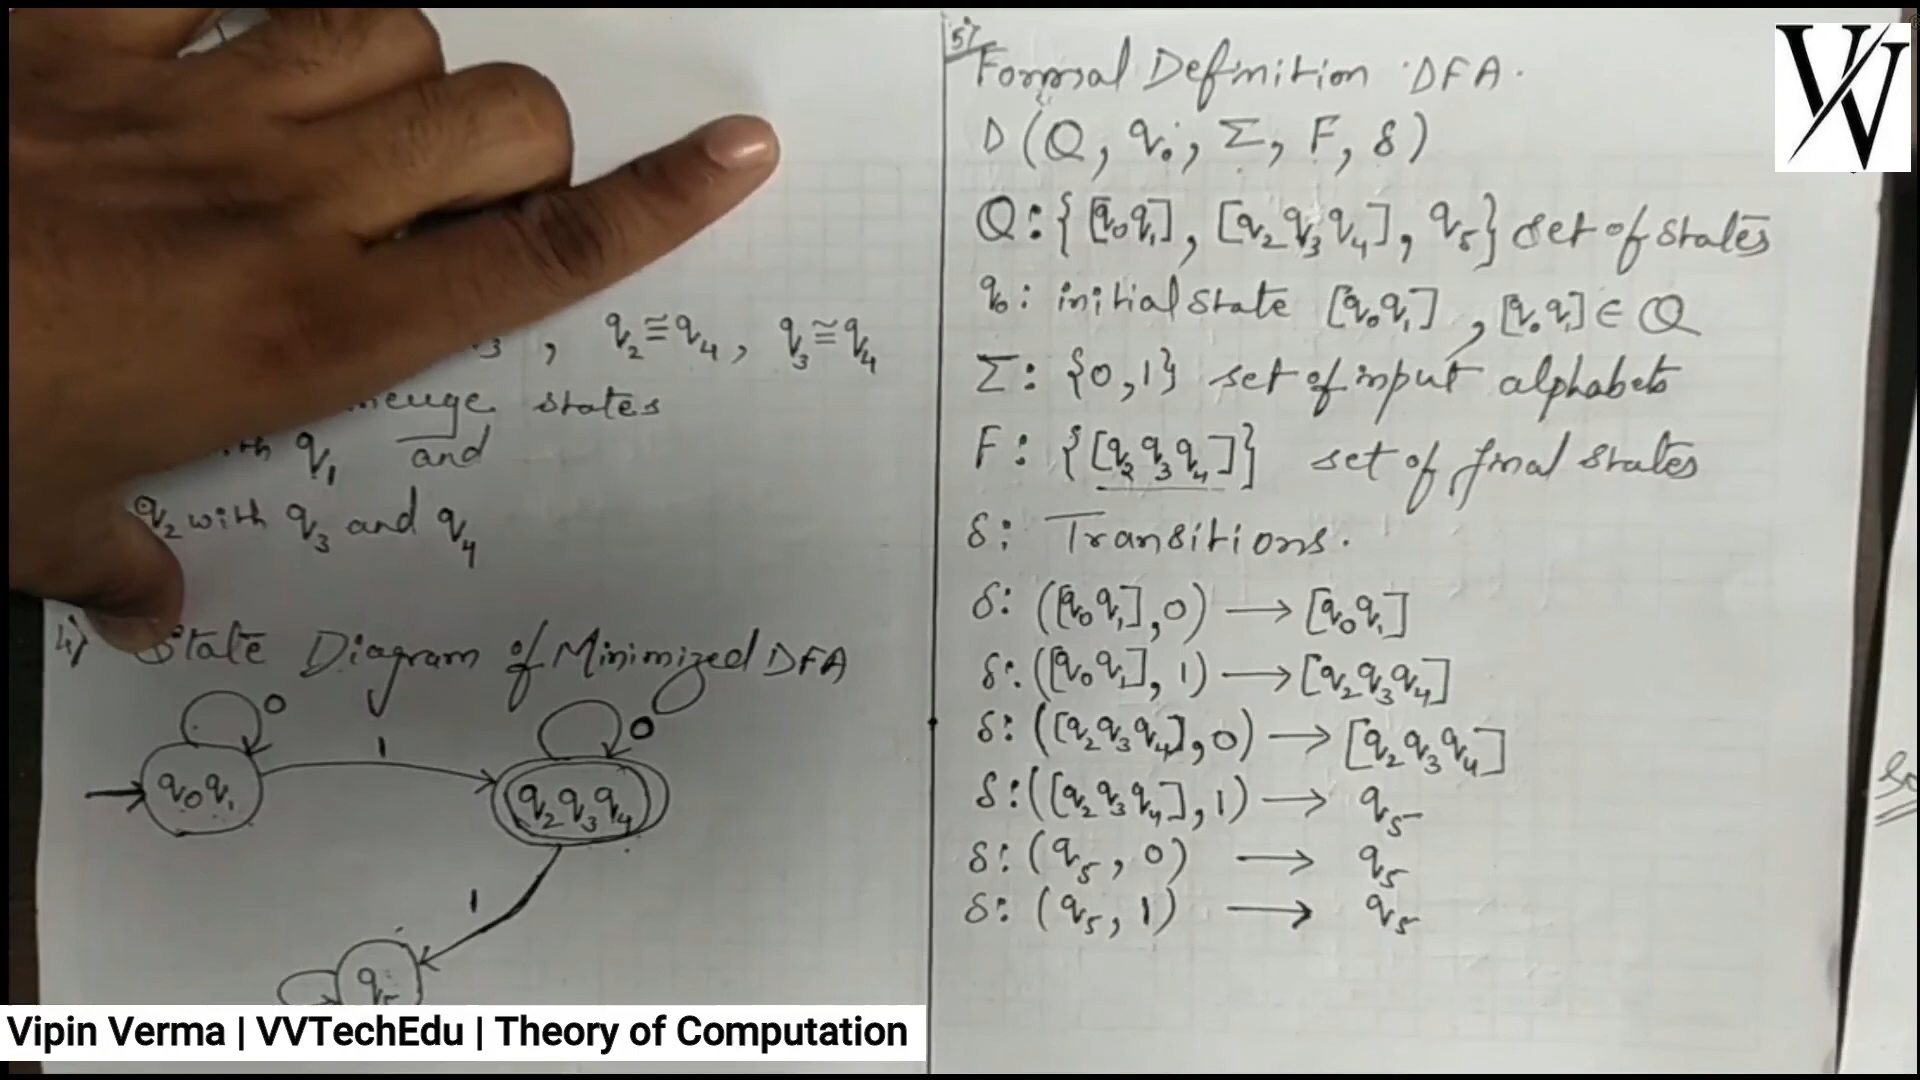 , q₂≅q₄, q₃≅q₄
states
q₁ and
q₂ with q₃ and q₄
4) State Diagram of Minimized DFA
0
0
1
q₀q₁
q₂q₃q₄
1
5)
Formal Definition DFA.
D(Q, q₀, Σ, F, δ)
Q: {[q₀q₁], [q₂q₃q₄], q₅} set of states
q₀: initial state [q₀q₁], [q₀q₁] ∈ Q
Σ: {0,1} set of input alphabets
F: {[q₂q₃q₄]} set of final states
δ: Transitions.
δ: ([q₀q₁],0) → [q₀q₁]
δ: ([q₀q₁],1) → [q₂q₃q₄]
δ: ([q₂q₃q₄],0) → [q₂q₃q₄]
δ: ([q₂q₃q₄],1) → q₅
δ: (q₅,0) → q₅
δ: (q₅,1) → q₅
VV
Vipin Verma | VVTechEdu | Theory of Computation